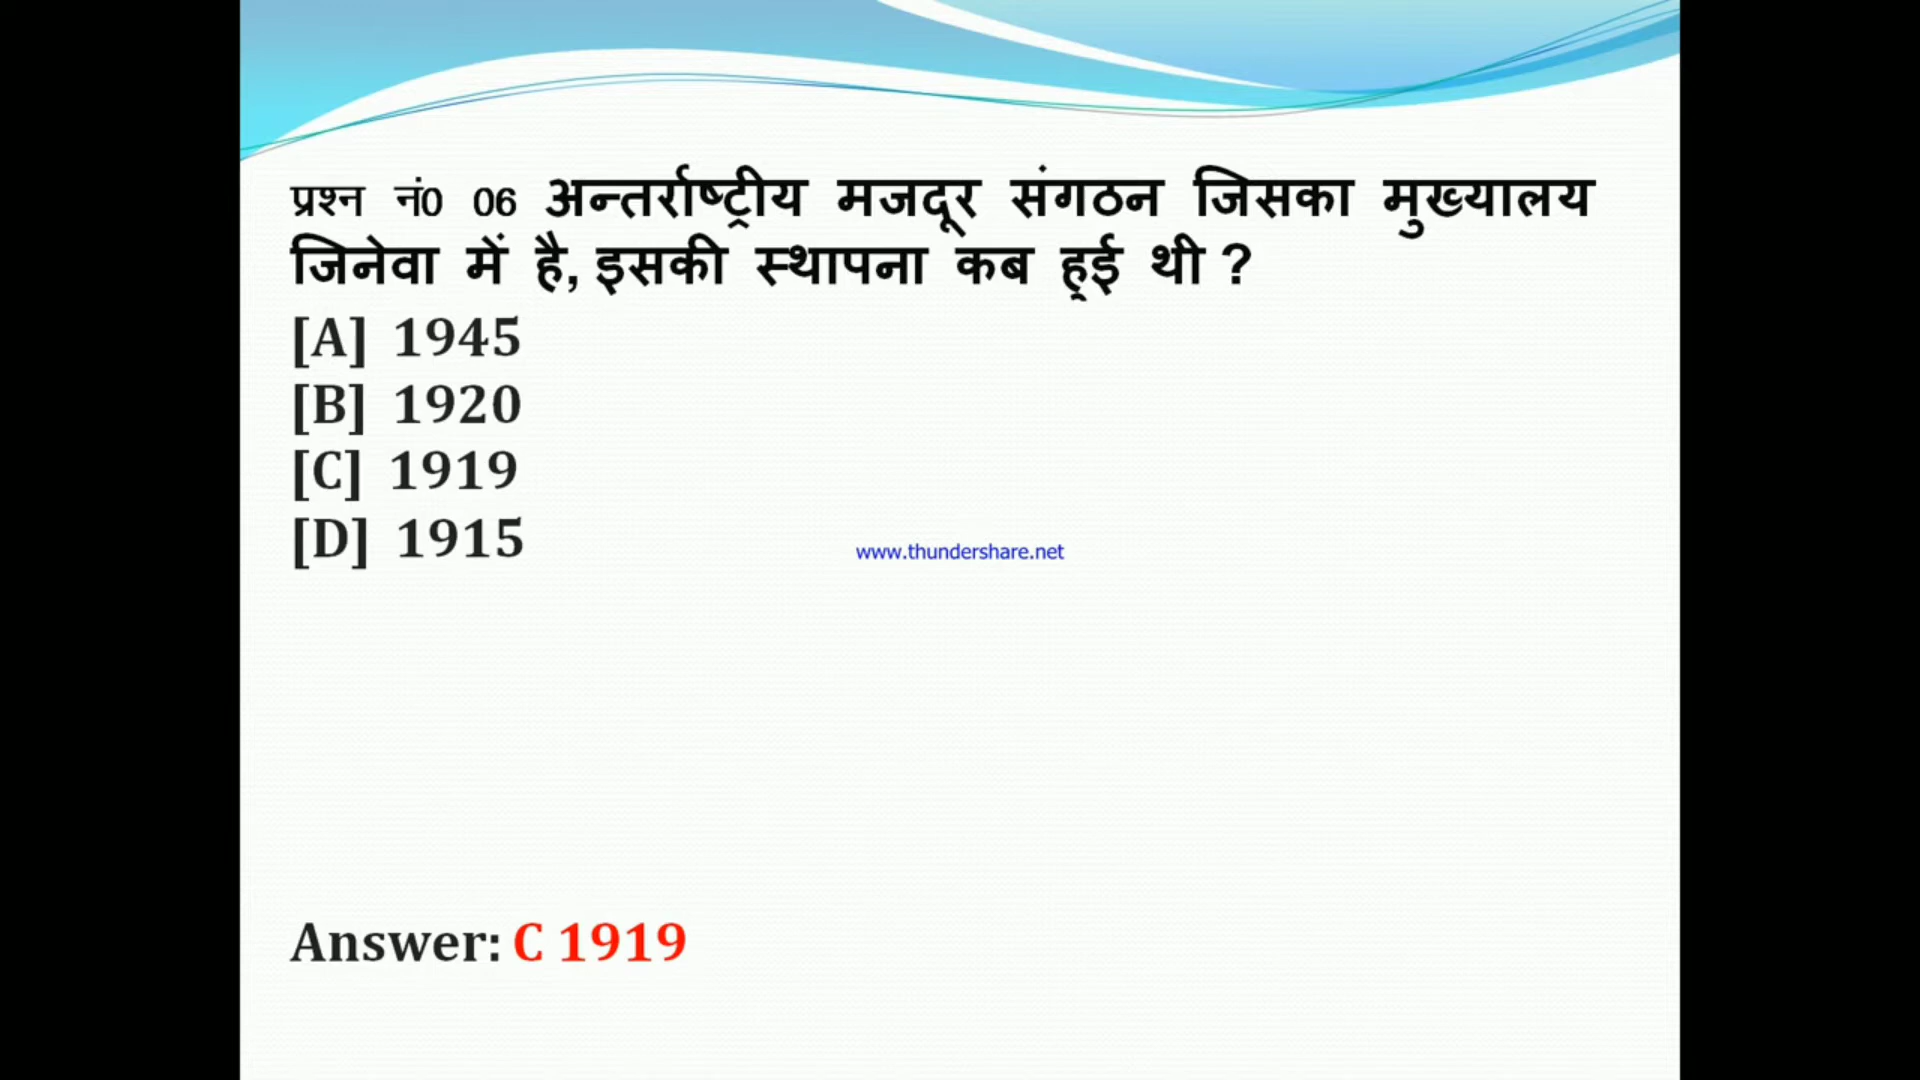 प्रश्न नं0 06 अन्तर्राष्ट्रीय मजदूर संगठन जिसका मुख्यालय
जिनेवा में है, इसकी स्थापना कब हुई थी ?
[A] 1945
[B] 1920
[C] 1919
[D] 1915
www.thundershare.net
Answer: C 1919